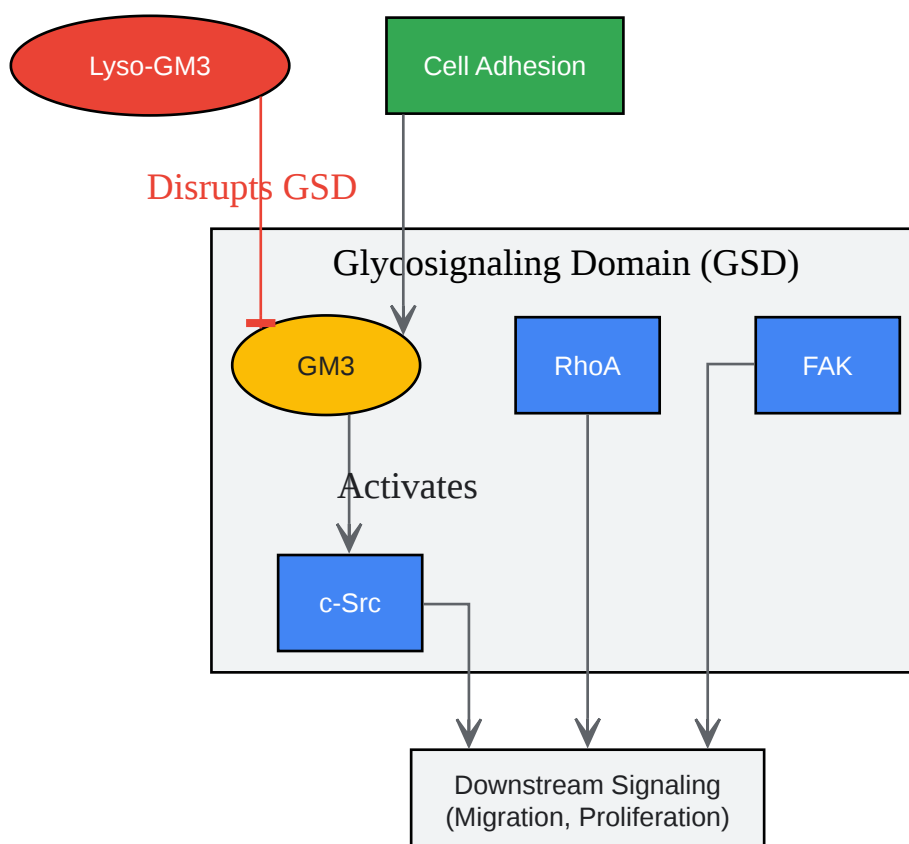 Lyso-GM3
Cell Adhesion
Disrupts GSD
Glycosignaling Domain (GSD)
GM3
RhoA
FAK
Activates
c-Src
Downstream Signaling
(Migration, Proliferation)